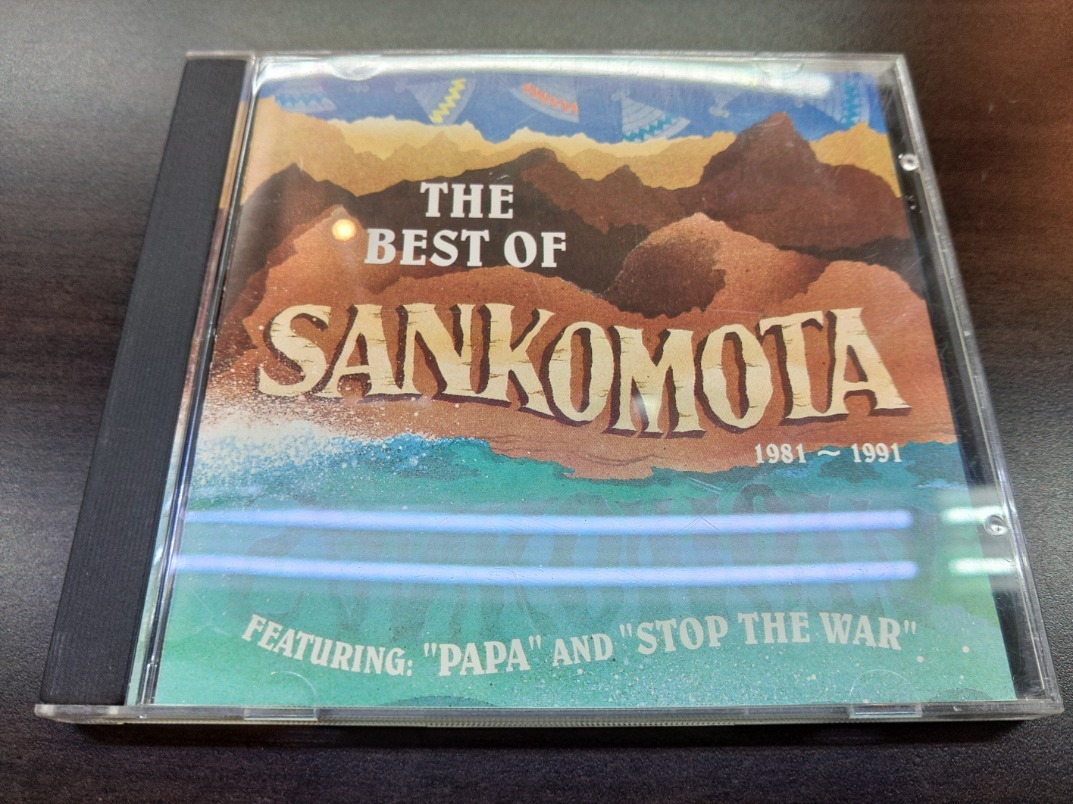 THE
BEST OF
SANKOMOTA
1981 ~ 1991
FEATURING: "PAPA" AND "STOP THE WAR"